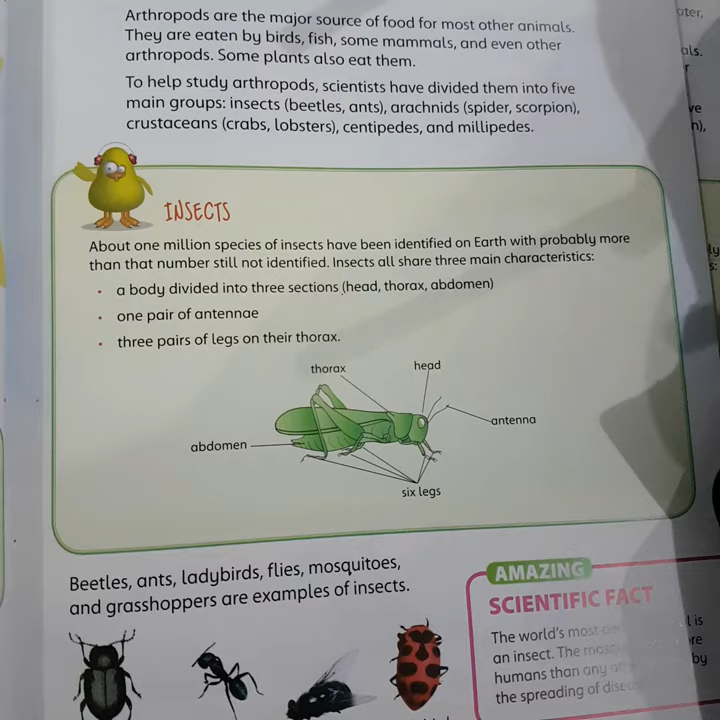 Arthropods are the major source of food for most other animals.
They are eaten by birds, fish, some mammals, and even other
arthropods. Some plants also eat them.
To help study arthropods, scientists have divided them into five
main groups: insects (beetles, ants), arachnids (spider, scorpion),
crustaceans (crabs, lobsters), centipedes, and millipedes.
INSECTS
About one million species of insects have been identified on Earth with probably more
than that number still not identified. Insects all share three main characteristics:
• a body divided into three sections (head, thorax, abdomen)
• one pair of antennae
• three pairs of legs on their thorax.
thorax
head
antenna
abdomen
six legs
Beetles, ants, ladybirds, flies, mosquitoes,
and grasshoppers are examples of insects.
AMAZING
SCIENTIFIC FACT
The world's most
is
an insect. The
humans than any
by
the spreading of